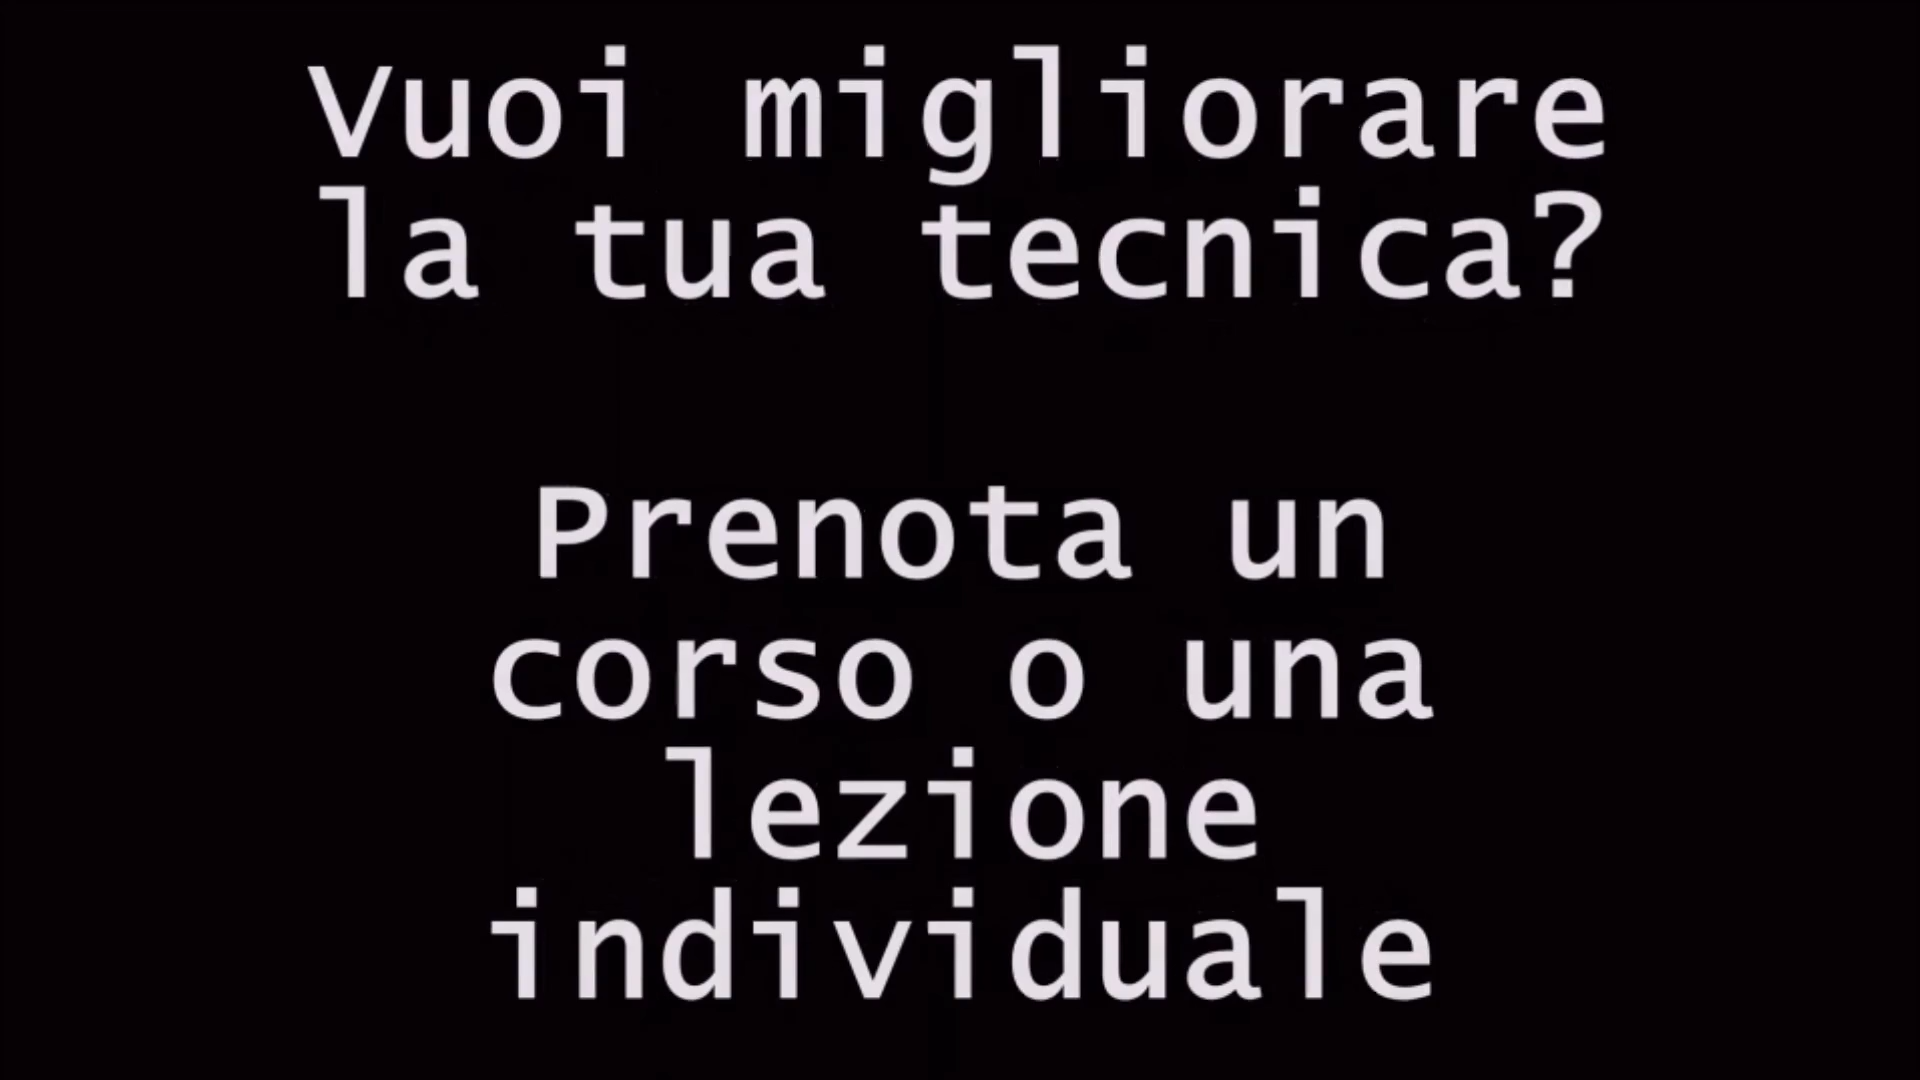 Vuoi migliorare
la tua tecnica?
Prenota un
corso o una
lezione
individuale